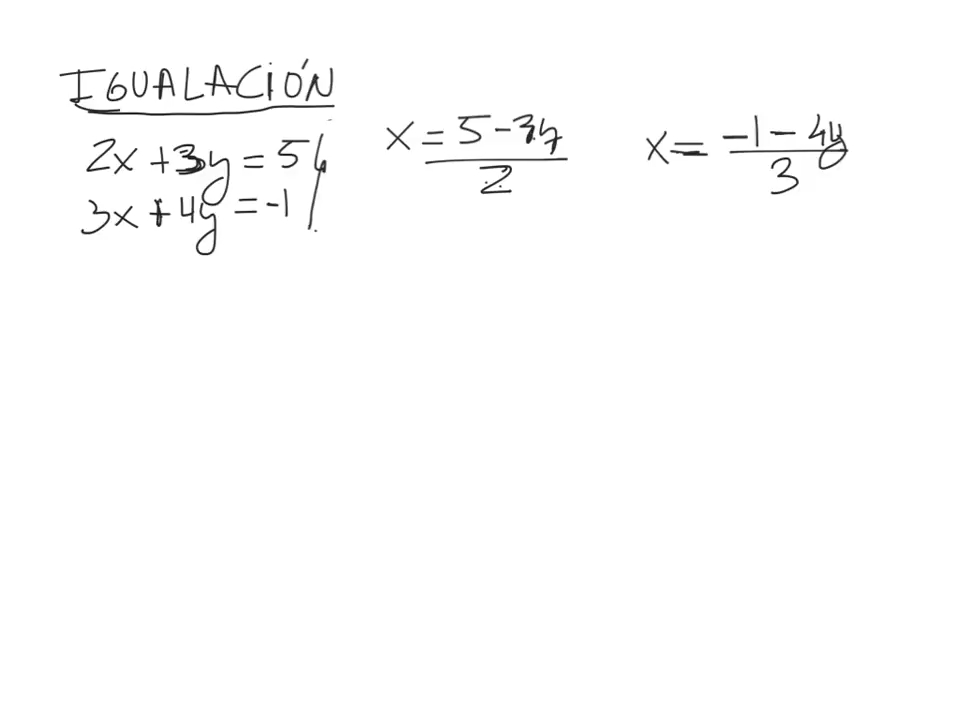 IGUALACIÓN
2x + 3y = 5
3x + 4y = -1
x = 5 - 3y / 2
x = -1 - 4y / 3